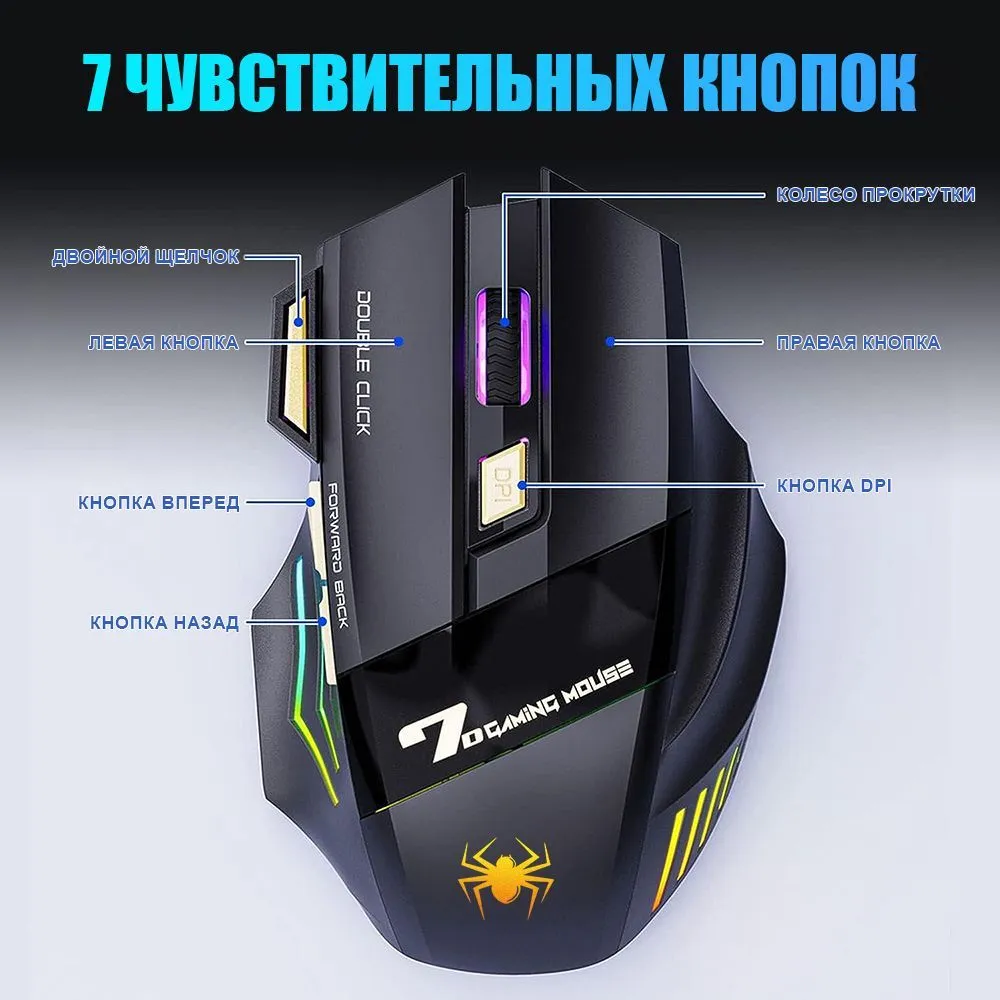 7 ЧУВСТВИТЕЛЬНЫХ КНОПОК
КОЛЕСО ПРОКРУТКИ
ДВОЙНОЙ ЩЕЛЧОК
DOUBLE CLICK
ЛЕВАЯ КНОПКА
ПРАВАЯ КНОПКА
DPI
КНОПКА DPI
КНОПКА ВПЕРЕД
FORWARD BACK
КНОПКА НАЗАД
7D GAMING MOUSE